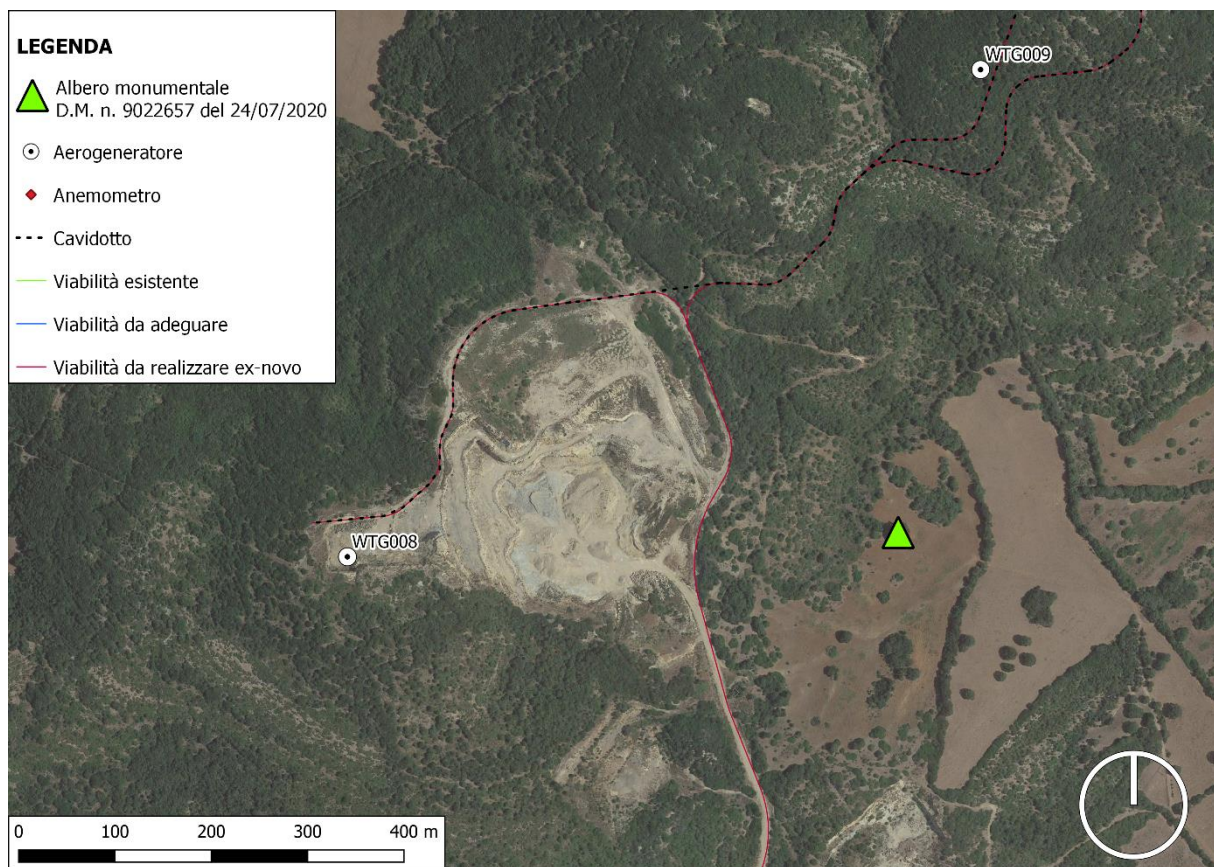 LEGENDA
Albero monumentale
D.M. n. 9022657 del 24/07/2020
Aerogeneratore
Anemometro
Cavidotto
Viabilità esistente
Viabilità da adeguare
Viabilità da realizzare ex-novo
WTG009
WTG008
0 100 200 300 400 m